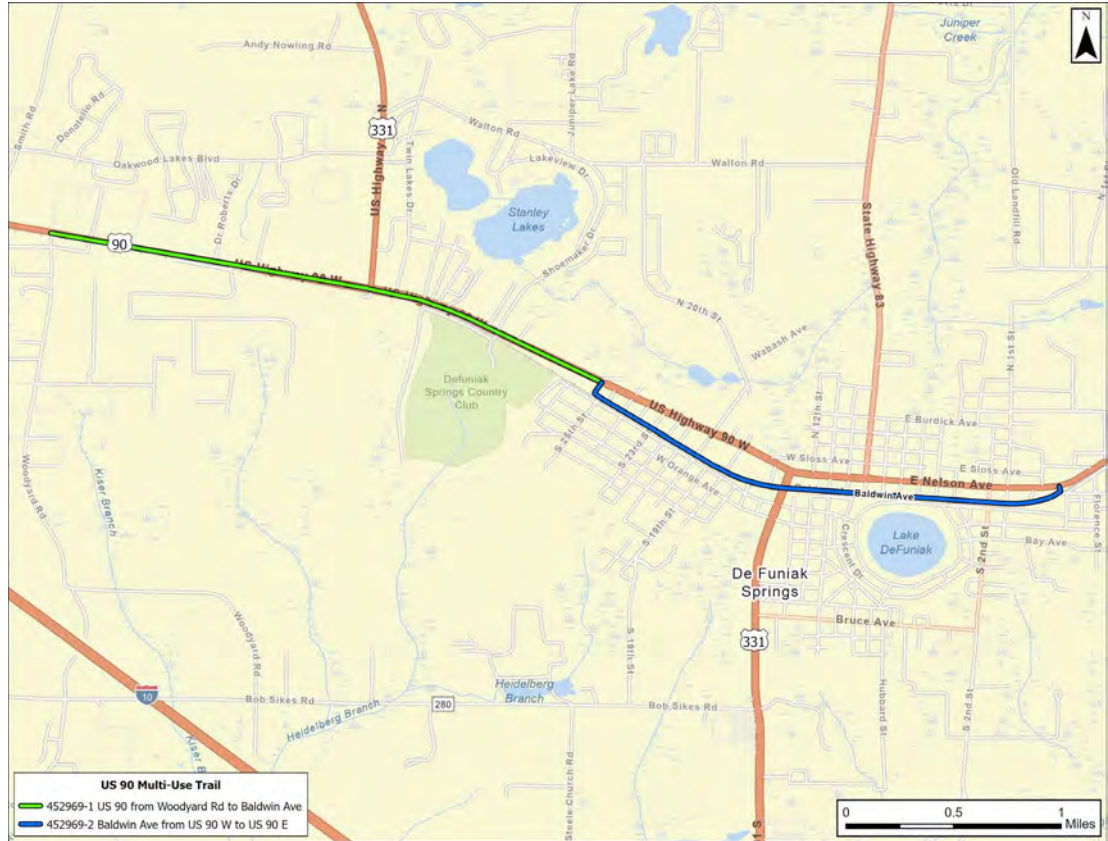 Juniper
Creek
N
Andy Nowling Rd
Juniper Lake Rd
Smith Rd
Donatello Rd
331
US Highway 331 N
Walton Rd
Oakwood Lakes Blvd
Twin Lakes Dr
Lakeview Dr
Walton Rd
Old Landfill Rd
Dr Roberts Dr
Stanley
Lakes
State Highway 83
90
Shoemaker Dr
US Highway 90 W
N 20th St
Wabash Ave
N 1st St
Defuniak
Springs Country
Club
US Highway 90 W
N 12th St
E Burdick Ave
S 25th St
S 23rd St
W Sloss Ave
E Sloss Ave
W Orange Ave
E Nelson Ave
Baldwin Ave
Kiser Branch
Woodyard Rd
S 19th St
Crescent Dr
Lake
DeFuniak
Bay Ave
Florence St
S 2nd St
De Funiak
Springs
Bruce Ave
331
Woodyard Rd
S 19th St
Hubbard St
S 2nd St
10
Bob Sikes Rd
280
Heidelberg
Branch
Bob Sikes Rd
Heidelberg Branch
Steele Church Rd
US 90 Multi-Use Trail
452969-1 US 90 from Woodyard Rd to Baldwin Ave
452969-2 Baldwin Ave from US 90 W to US 90 E
0 0.5 1
Miles